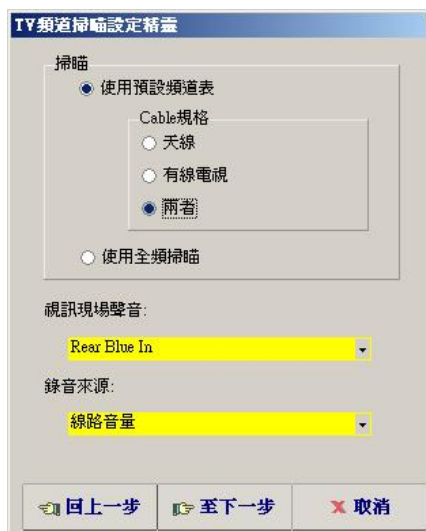 TV頻道掃瞄設定精靈
掃瞄
使用預設頻道表
Cable規格
天線
有線電視
兩者
使用全頻掃瞄
視訊現場聲音:
Rear Blue In
錄音來源:
線路音量
回上一步 至下一步 取消